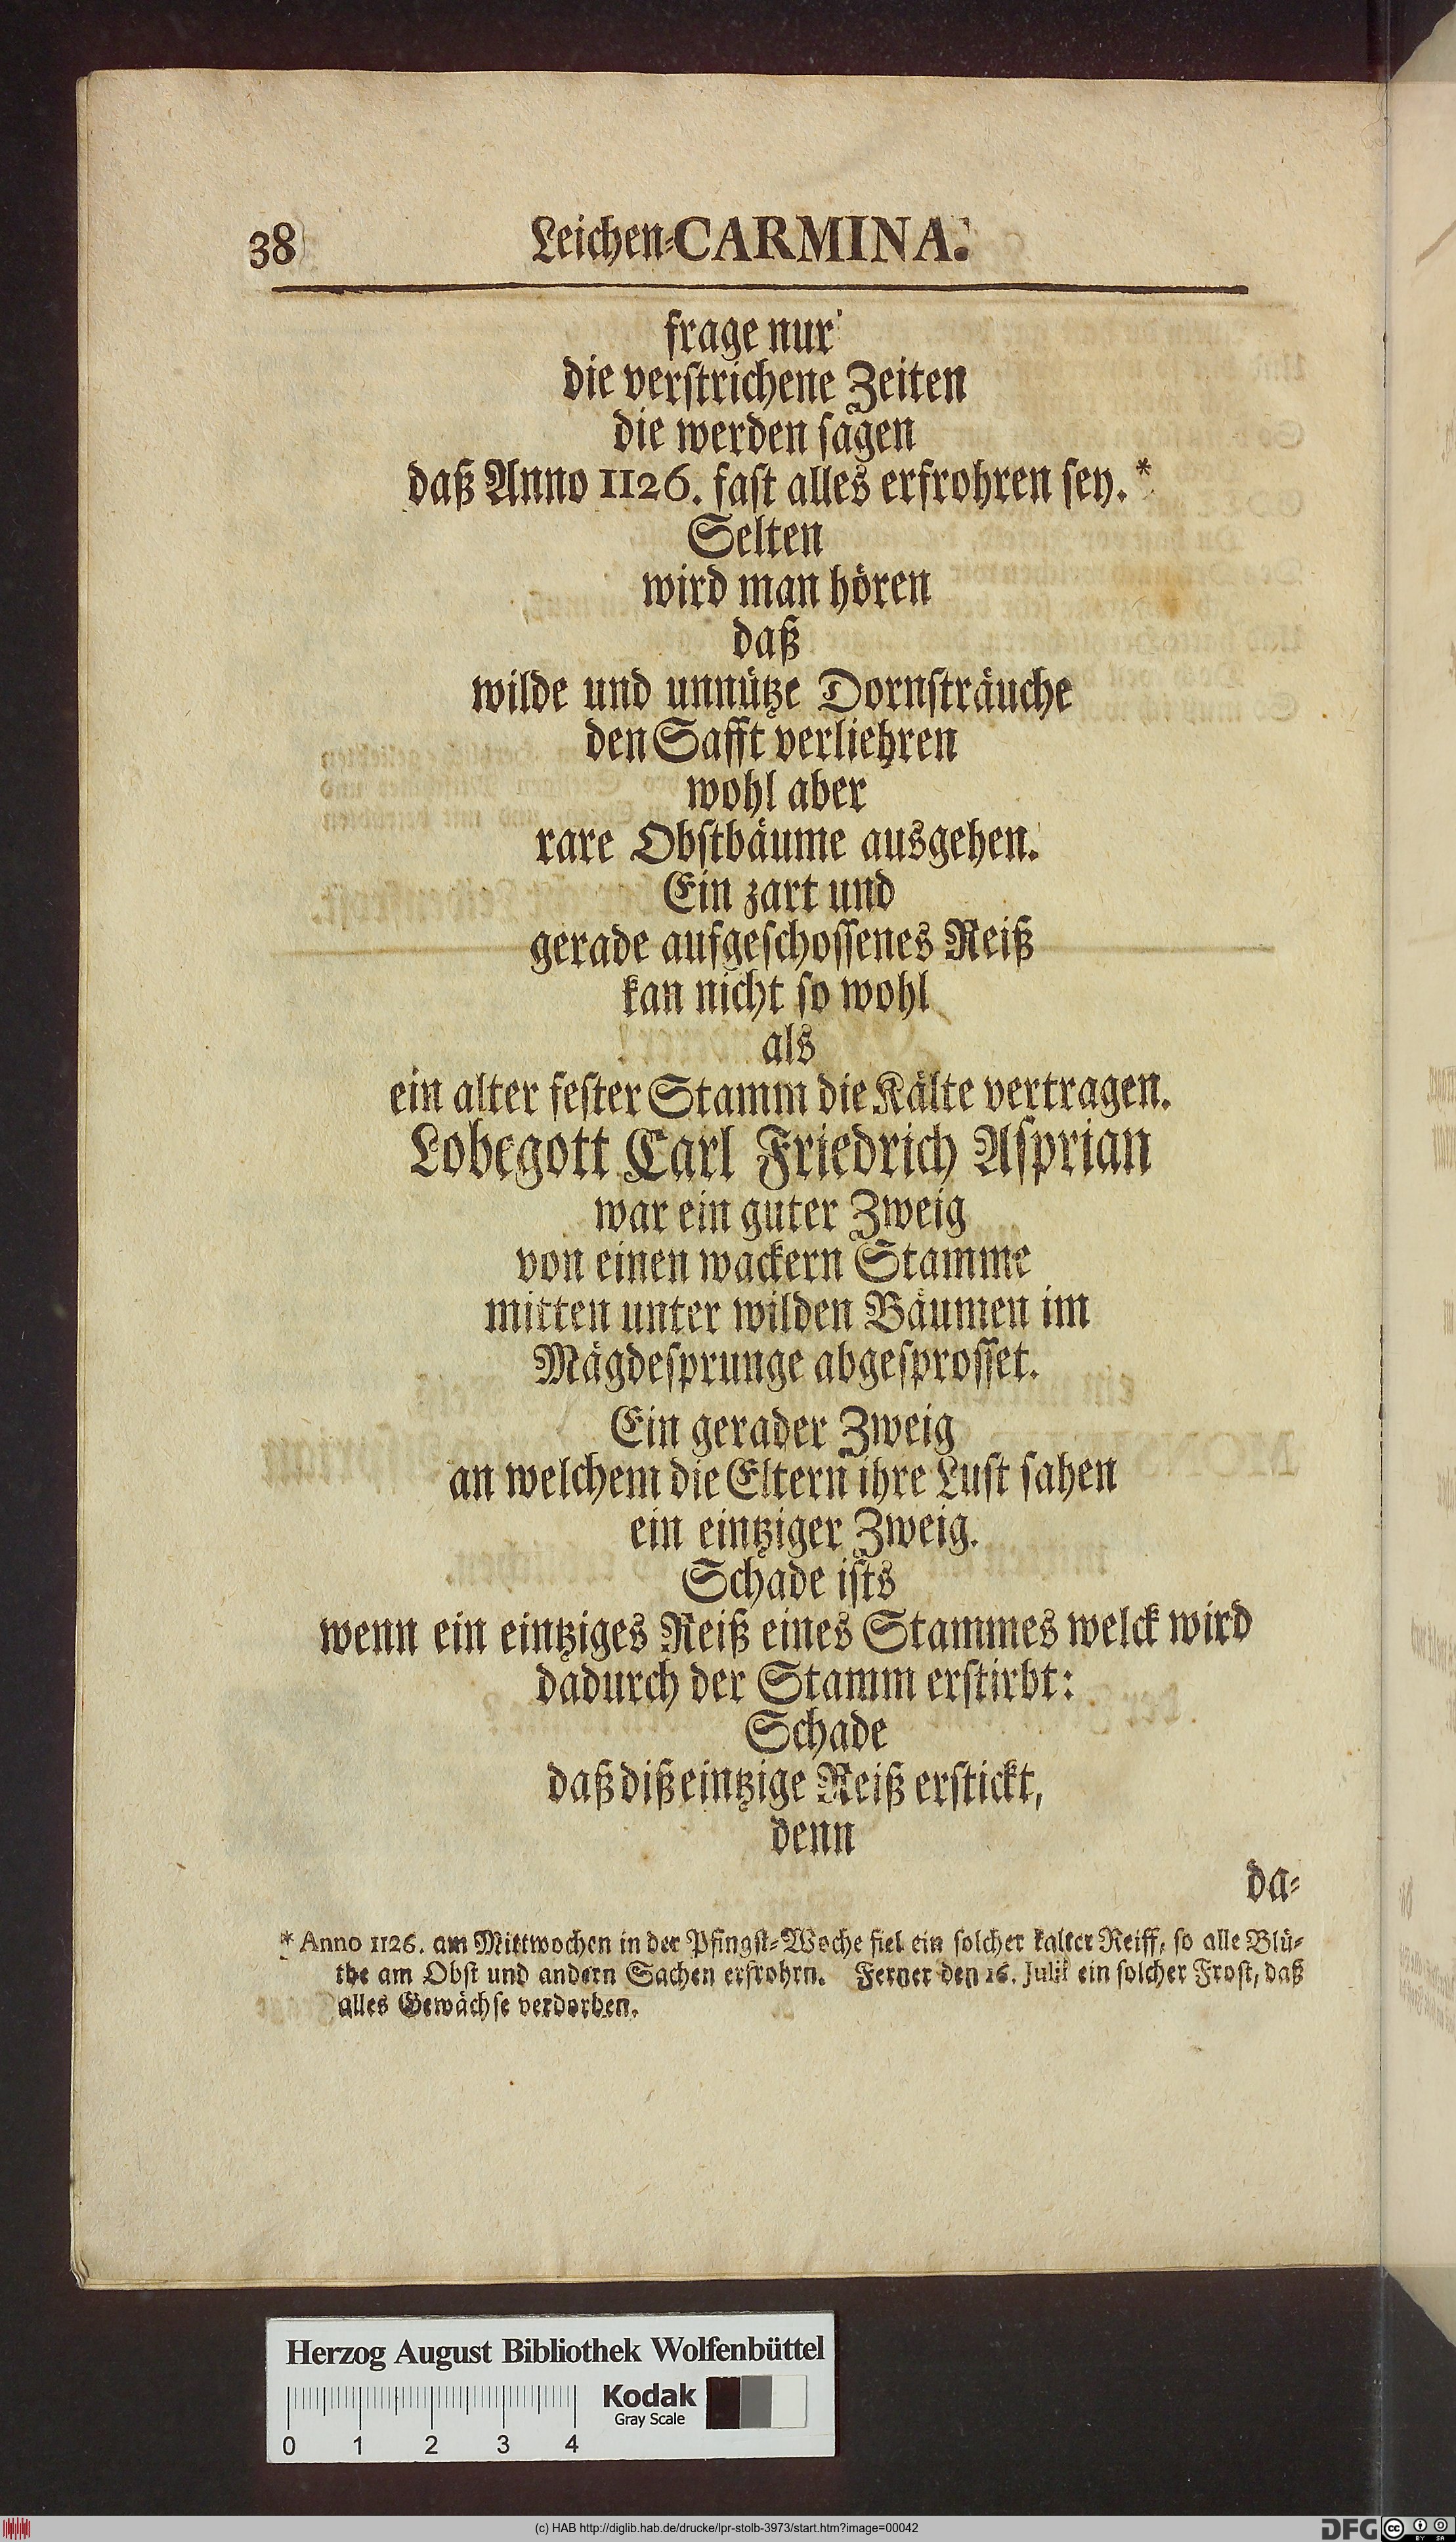 38
Leichen-CARMINA.
frage nur
die verstrichene Zeiten
die werden sagen
daß Anno 1126. fast alles erfrohren sey. *
Selten
wird man hören
daß
wilde und unnütze Dornsträuche
den Safft verliehren
wohl aber
rare Obstbäume ausgehen.
Ein zart und
gerade aufgeschossenes Reiß
kan nicht so wohl
als
ein alter fester Stamm die Kälte vertragen.
Lobegott Carl Friedrich Asprian
war ein guter Zweig
von einen wackern Stamme
mitten unter wilden Bäumen im
Mägdesprunge abgesprosset.
Ein gerader Zweig
an welchem die Eltern ihre Lust sahen
ein eintziger Zweig.
Schade ists
wenn ein eintziges Reiß eines Stammes welck wird
dadurch der Stamm erstirbt:
Schade
daß diß eintzige Reiß erstickt,
denn
da-
* Anno 1126. am Mittwochen in der Pfingst-Woche fiel ein solcher kalter Reiff, so alle Blü-
the am Obst und andern Sachen erfrohrn. Ferner den 16. Julii ein solcher Frost, daß
alles Gewächse verdorben.
Herzog August Bibliothek Wolfenbüttel
Kodak
Gray Scale
0 1 2 3 4
(c) HAB http://diglib.hab.de/drucke/lpr-stolb-3973/start.htm?image=00042
DFG
cc
BY SA